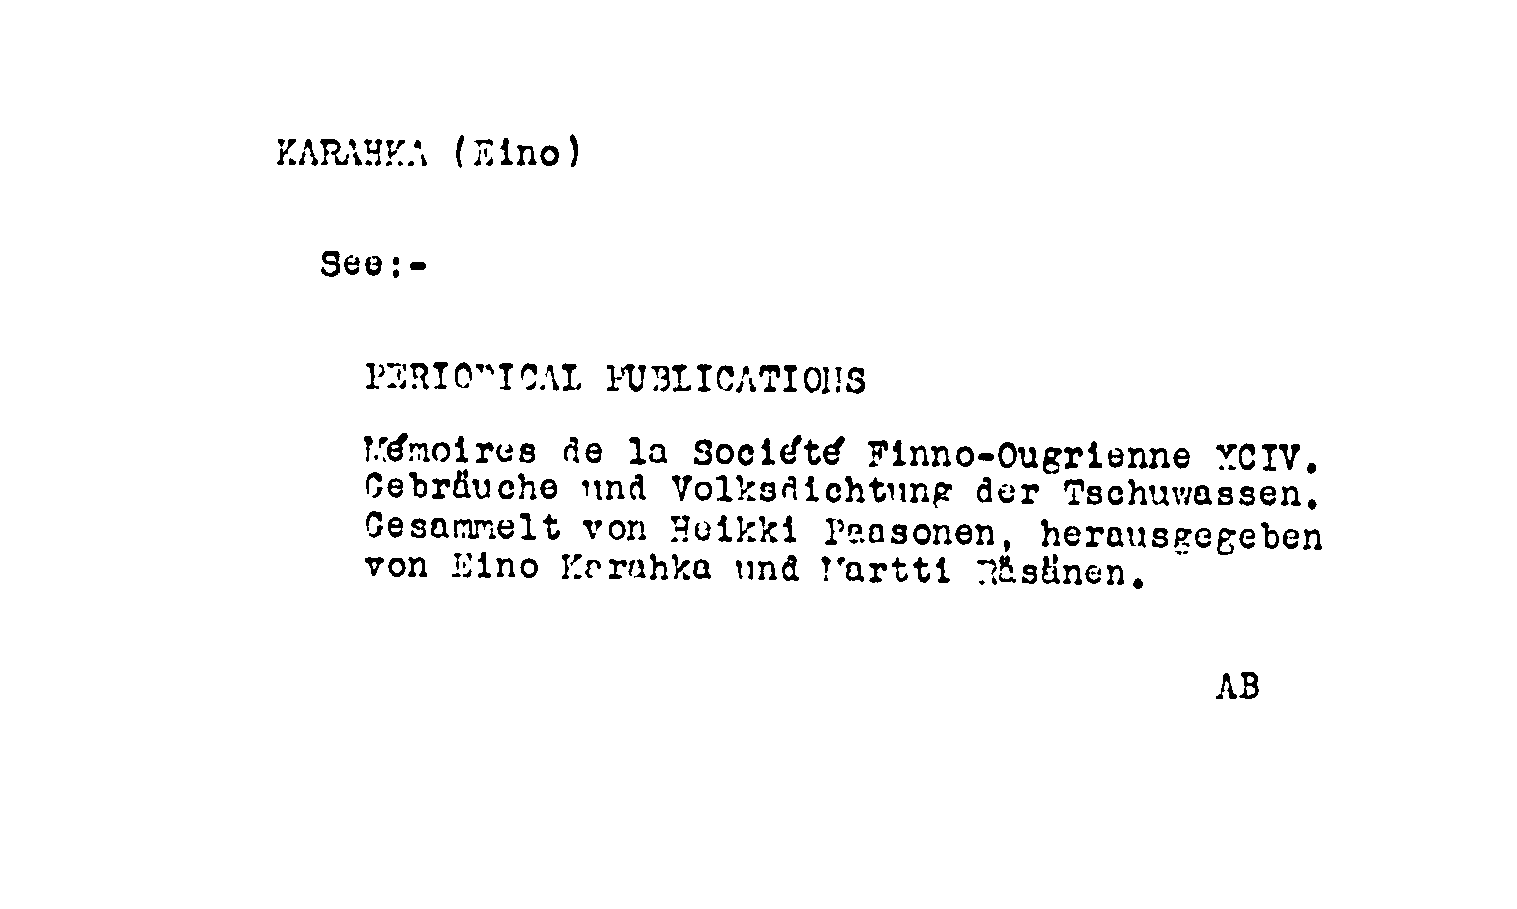 KARAHKA (Eino)
See:-
PERIODICAL PUBLICATIONS
Mémoires de la Société Finno-Ougrienne XCIV.
Gebräuche und Volksdichtung der Tschuwassen.
Gesammelt von Heikki Paasonen, herausgegeben
von Eino Karahka und Martti Räsänen.
AB